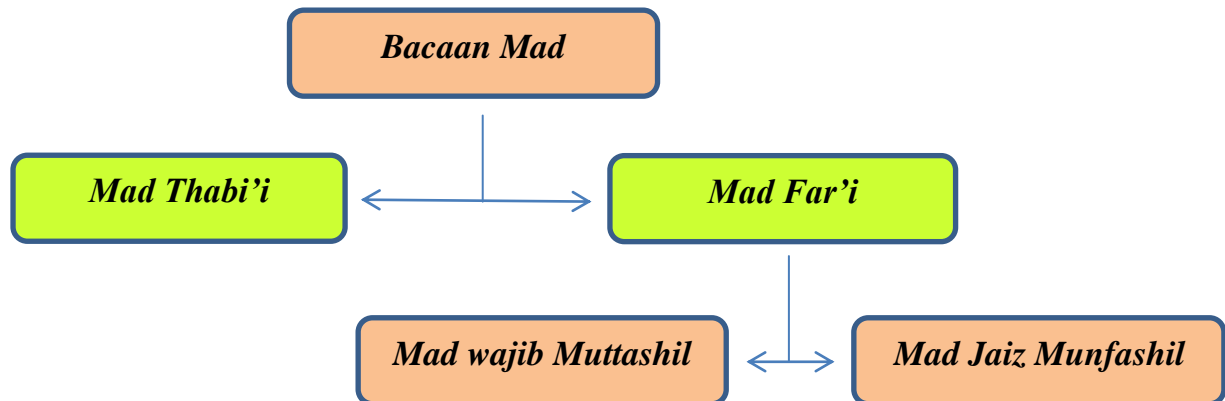 Bacaan Mad
Mad Thabi’i
Mad Far’i
Mad wajib Muttashil
Mad Jaiz Munfashil